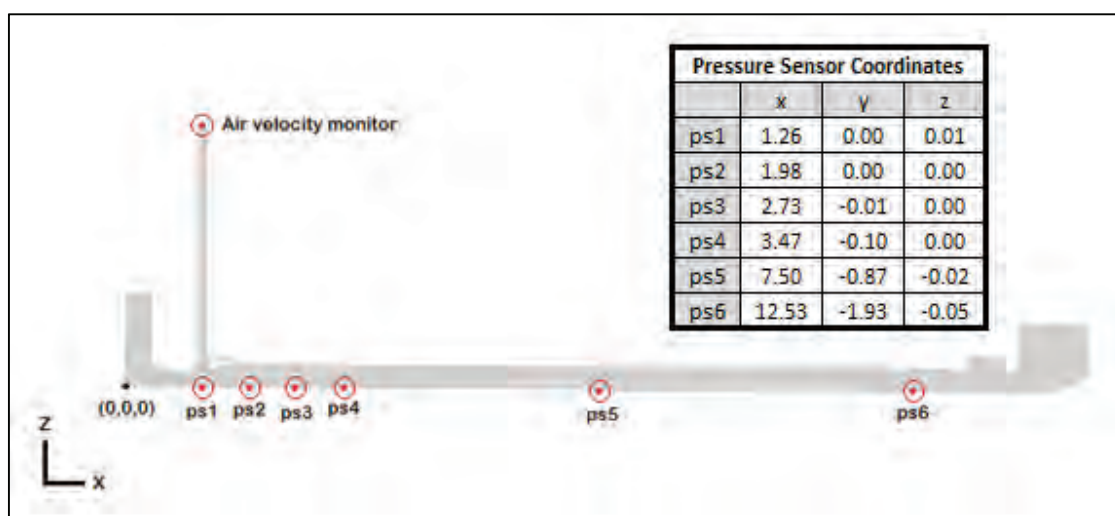 Pressure Sensor Coordinates
x y z
ps1 1.26 0.00 0.01
ps2 1.98 0.00 0.00
ps3 2.73 -0.01 0.00
ps4 3.47 -0.10 0.00
ps5 7.50 -0.87 -0.02
ps6 12.53 -1.93 -0.05
Air velocity monitor
(0,0,0) ps1 ps2 ps3 ps4 ps5 ps6
Z
X